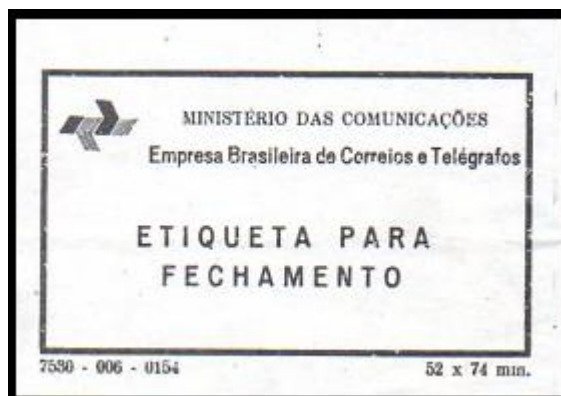 MINISTÉRIO DAS COMUNICAÇÕES
Empresa Brasileira de Correios e Telégrafos
ETIQUETA PARA
FECHAMENTO
7530 - 006 - 0154
52 x 74 mm.